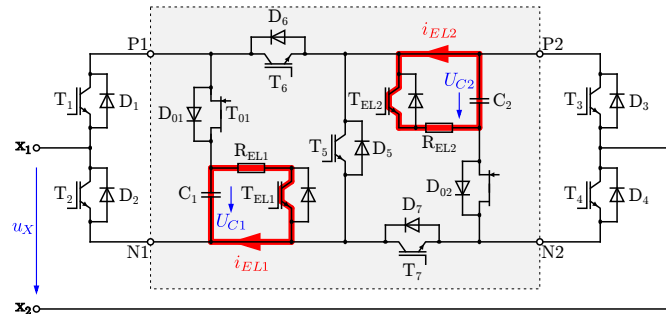 D6
iEL2
P1
P2
T6
T1
D1
D01
T01
TEL2
UC2
C2
T3
D3
x1
T5
D5
REL2
REL1
T2
D2
C1
UC1
TEL1
D02
T4
D4
D7
uX
N1
iEL1
T7
N2
x2